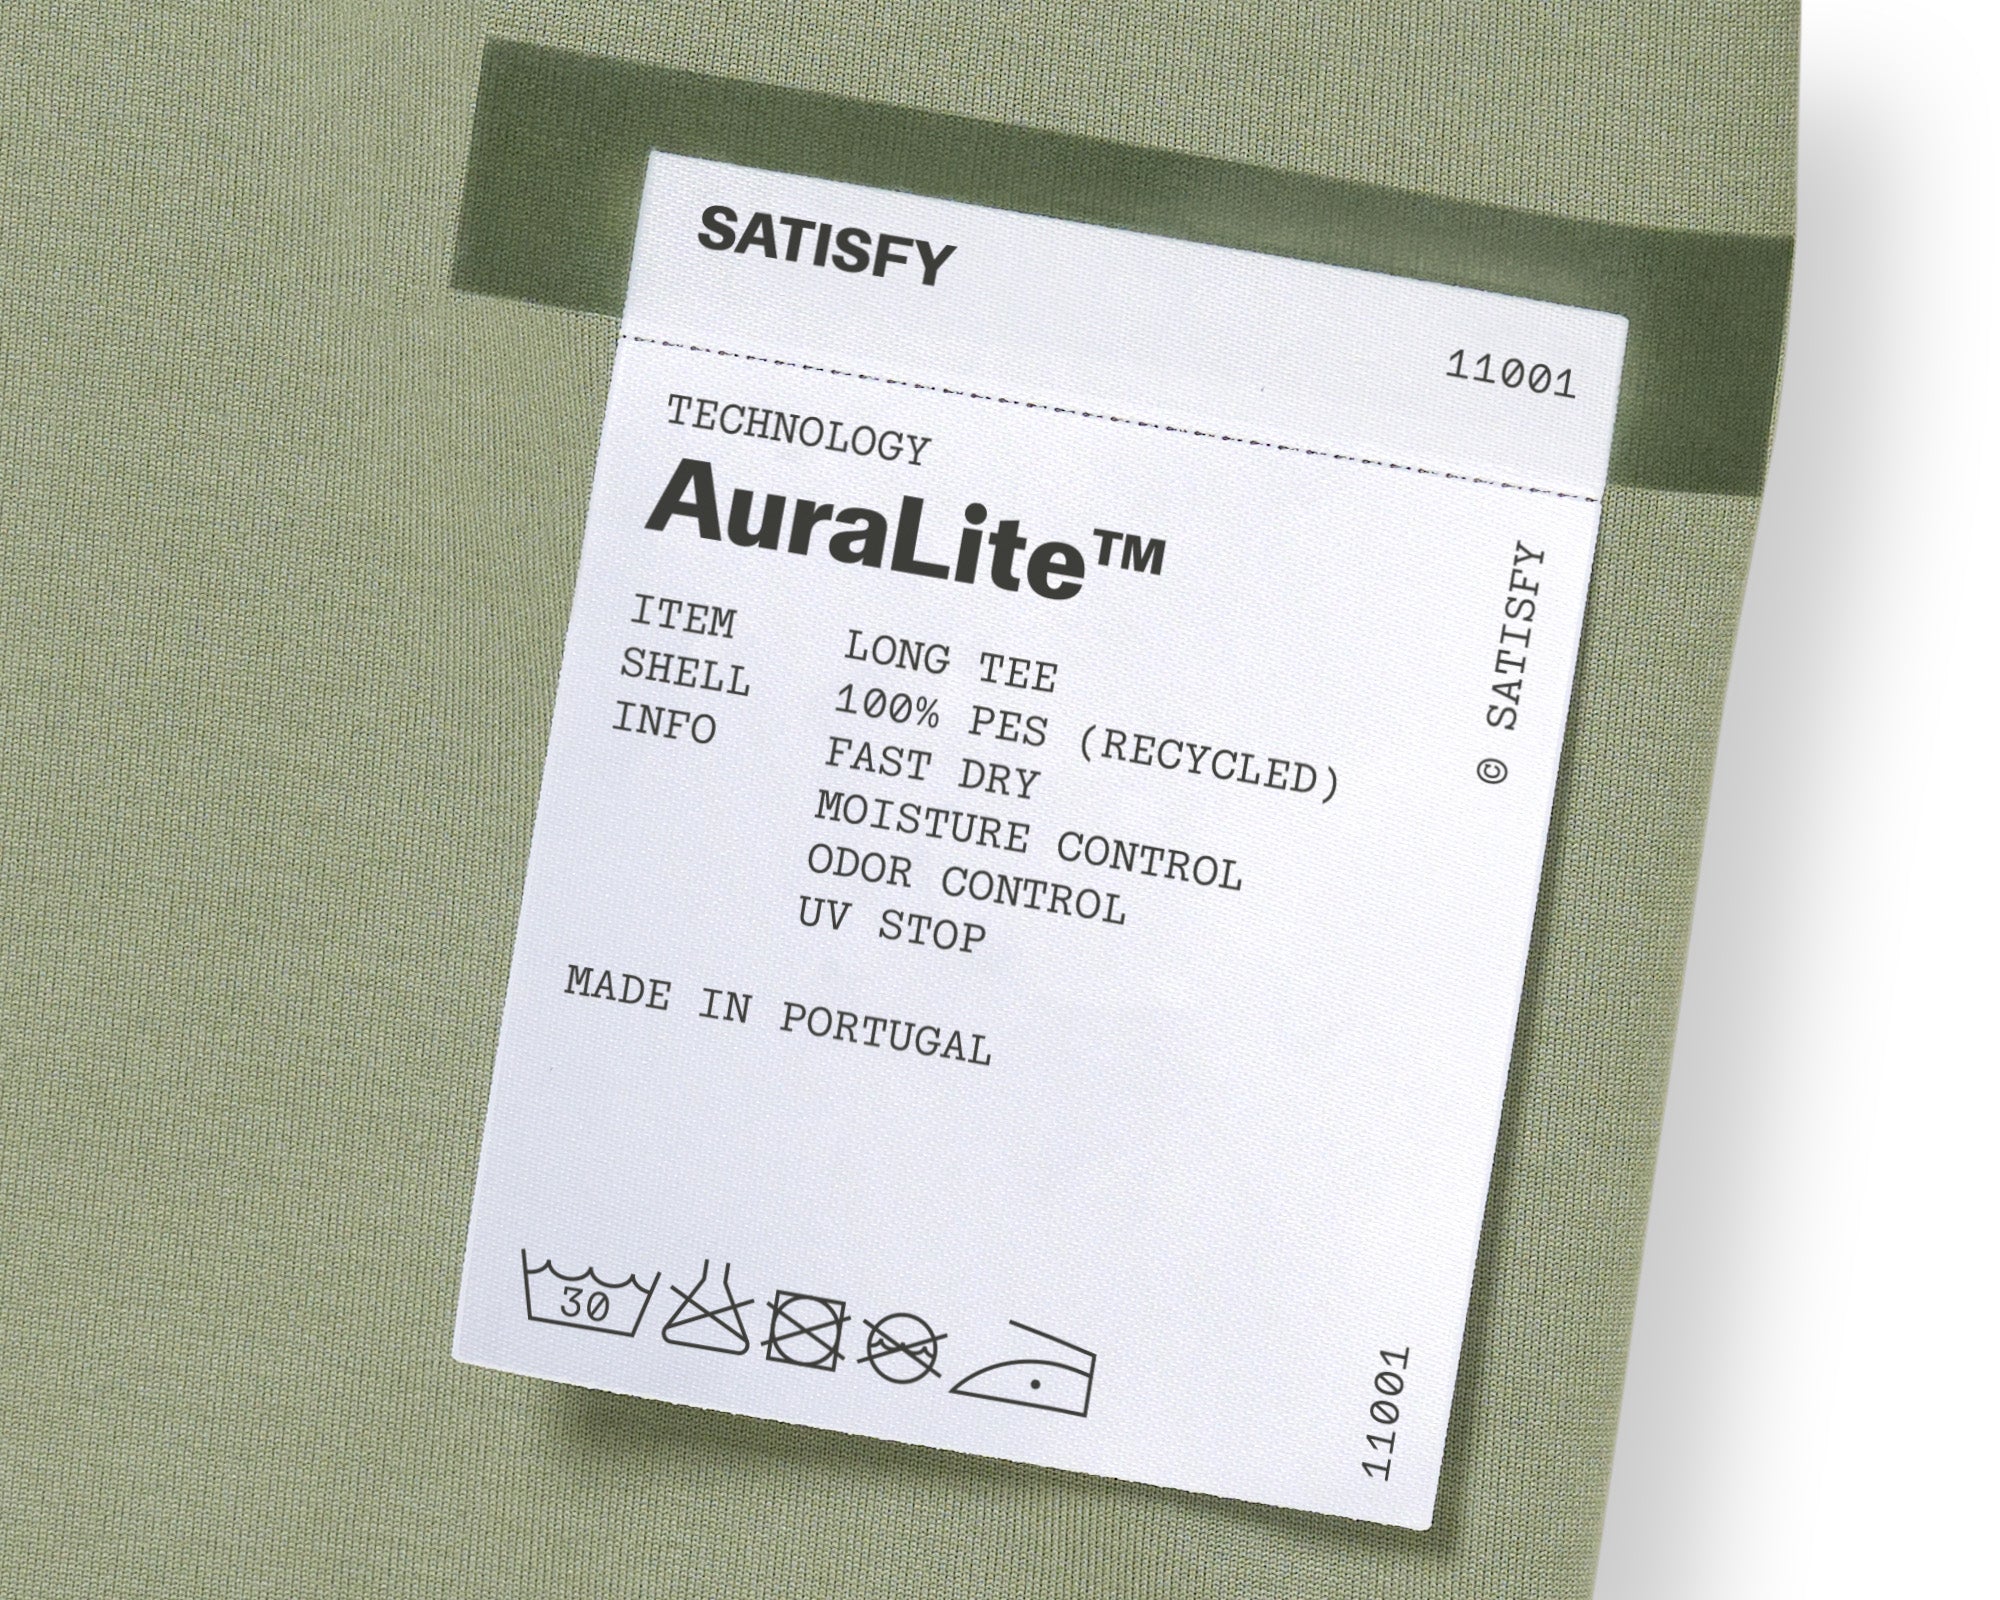 SATISFY
11001
TECHNOLOGY
AuraLite™
ITEM LONG TEE
SHELL 100% PES (RECYCLED)
INFO FAST DRY
MOISTURE CONTROL
ODOR CONTROL
UV STOP
MADE IN PORTUGAL
© SATISFY
30
11001